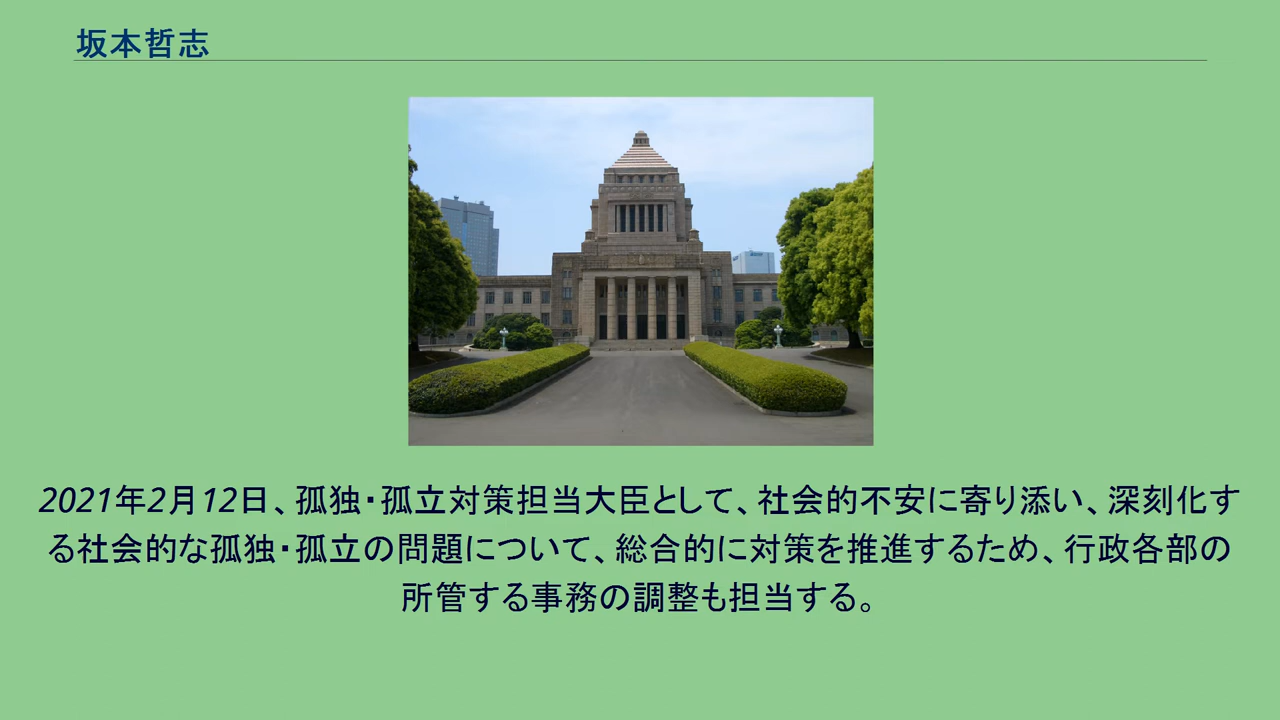 坂本哲志
2021年2月12日、孤独・孤立対策担当大臣として、社会的不安に寄り添い、深刻化す
る社会的な孤独・孤立の問題について、総合的に対策を推進するため、行政各部の
所管する事務の調整も担当する。